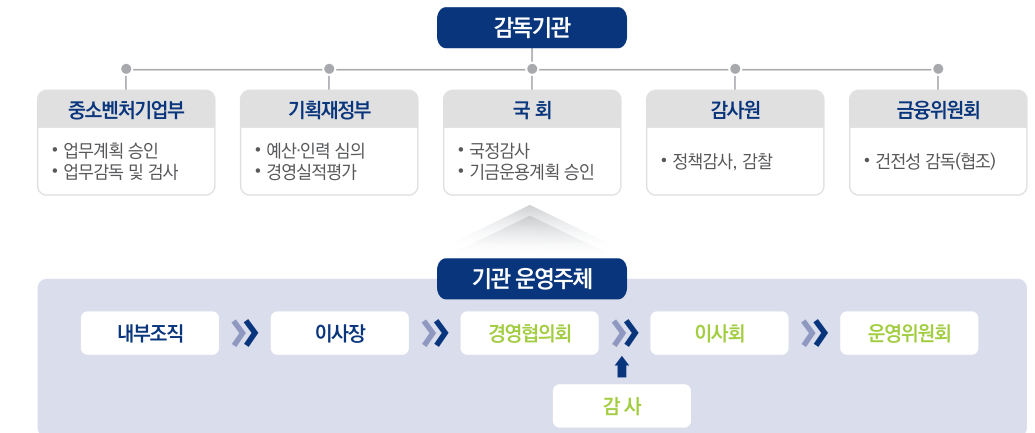 감독기관
중소벤처기업부
• 업무계획 승인
• 업무감독 및 검사
기획재정부
• 예산·인력 심의
• 경영실적평가
국 회
• 국정감사
• 기금운용계획 승인
감사원
• 정책감사, 감찰
금융위원회
• 건전성 감독(협조)
기관 운영주체
내부조직
이사장
경영협의회
이사회
운영위원회
감 사